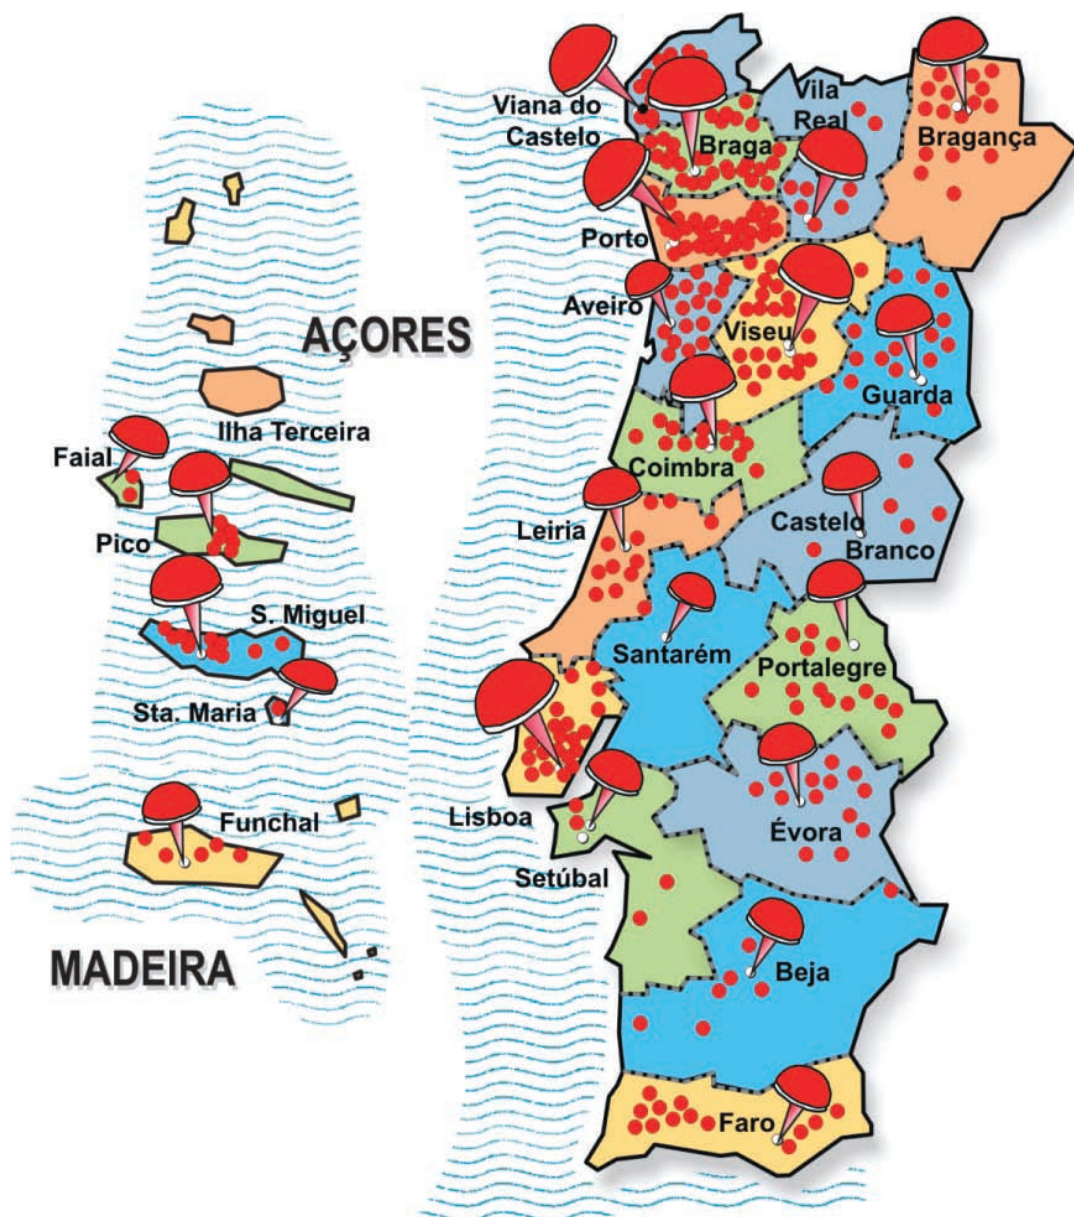 Viana do
Castelo
Braga
Vila
Real
Bragança
Porto
Aveiro
Viseu
Guarda
AÇORES
Ilha Terceira
Faial
Coimbra
Pico
Leiria
Castelo
Branco
S. Miguel
Santarém
Portalegre
Sta. Maria
Funchal
Lisboa
Évora
Setúbal
MADEIRA
Beja
Faro